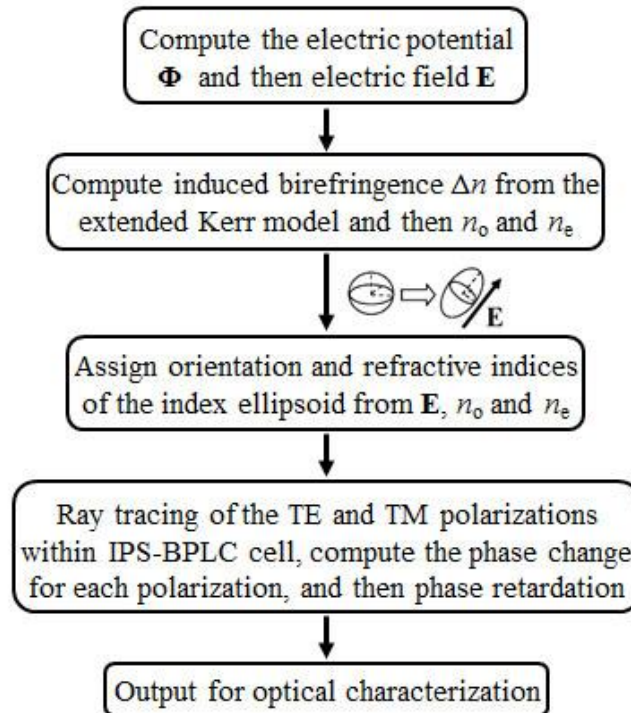 Compute the electric potential
Φ and then electric field E
Compute induced birefringence Δn from the
extended Kerr model and then nₒ and nₑ
E
Assign orientation and refractive indices
of the index ellipsoid from E, nₒ and nₑ
Ray tracing of the TE and TM polarizations
within IPS-BPLC cell, compute the phase change
for each polarization, and then phase retardation
Output for optical characterization